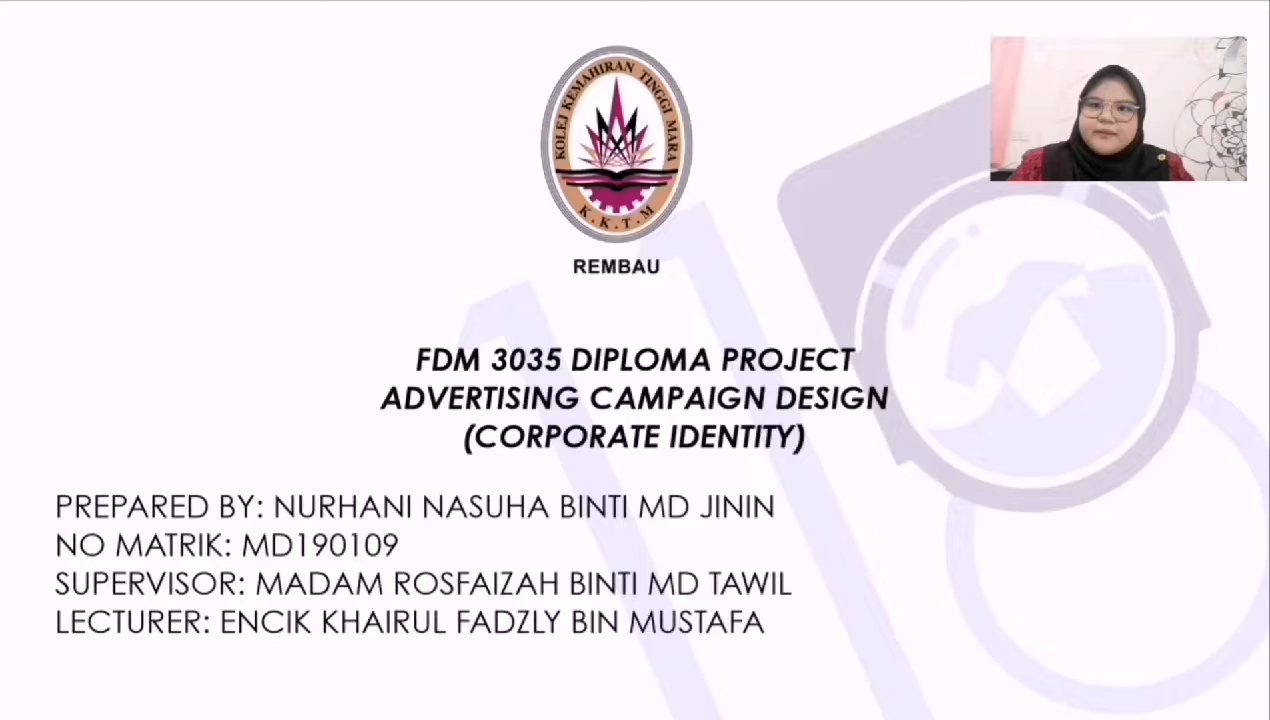 KOLEJ KEMAHIRAN TINGGI MARA
K.K.T.M
REMBAU
FDM 3035 DIPLOMA PROJECT
ADVERTISING CAMPAIGN DESIGN
(CORPORATE IDENTITY)
PREPARED BY: NURHANI NASUHA BINTI MD JININ
NO MATRIK: MD190109
SUPERVISOR: MADAM ROSFAIZAH BINTI MD TAWIL
LECTURER: ENCIK KHAIRUL FADZLY BIN MUSTAFA